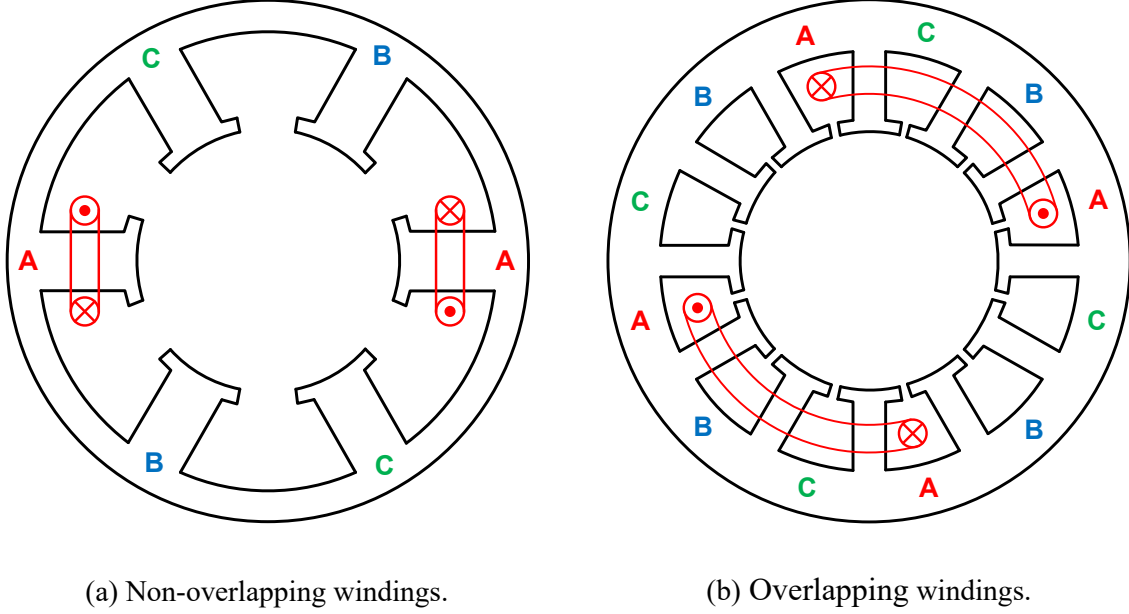 C B
A A
B C
A C
B B
C A
A C
B B
C A
(a) Non-overlapping windings.
(b) Overlapping windings.